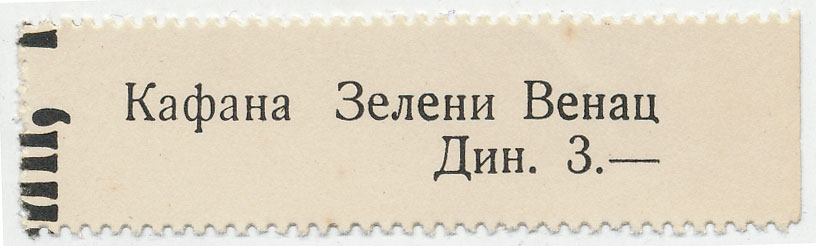 Кафана Зелени Венац
Дин. 3.—